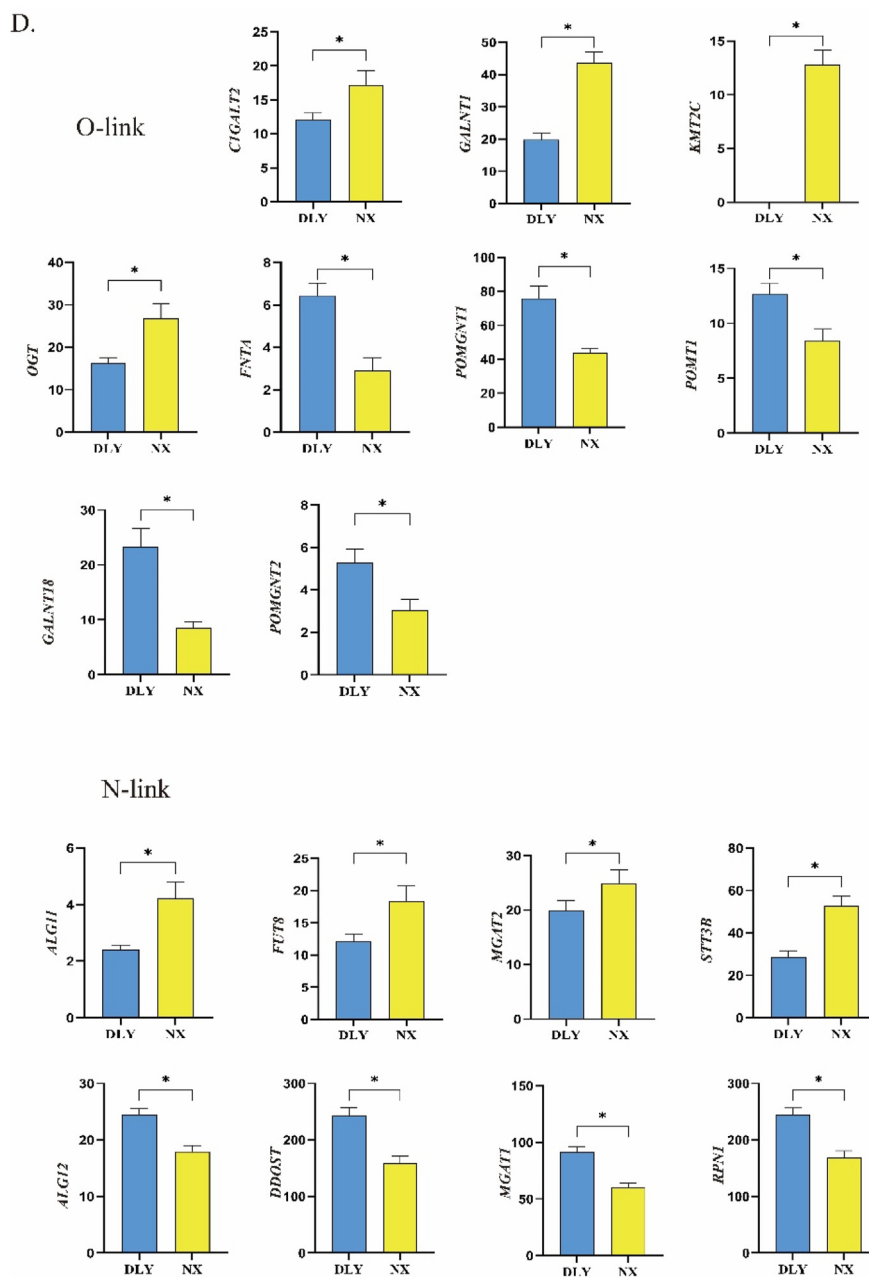 D.
O-link
C1GALT2
25
20
15
10
5
0
*
DLY NX
GALNT1
50
40
30
20
10
0
*
DLY NX
KMT2C
15
10
5
0
*
DLY NX
OGT
40
30
20
10
0
*
DLY NX
FNTA
8
6
4
2
0
*
DLY NX
POMGNT1
100
80
60
40
20
0
*
DLY NX
POMT1
15
10
5
0
*
DLY NX
GALNT18
30
20
10
0
*
DLY NX
POMGNT2
8
6
4
2
0
*
DLY NX
N-link
ALG11
6
4
2
0
*
DLY NX
FUT8
25
20
15
10
5
0
*
DLY NX
MGAT2
30
20
10
0
*
DLY NX
STT3B
80
60
40
20
0
*
DLY NX
ALG12
30
20
10
0
*
DLY NX
DDOST
300
200
100
0
*
DLY NX
MGAT1
150
100
50
0
*
DLY NX
RPN1
300
200
100
0
*
DLY NX